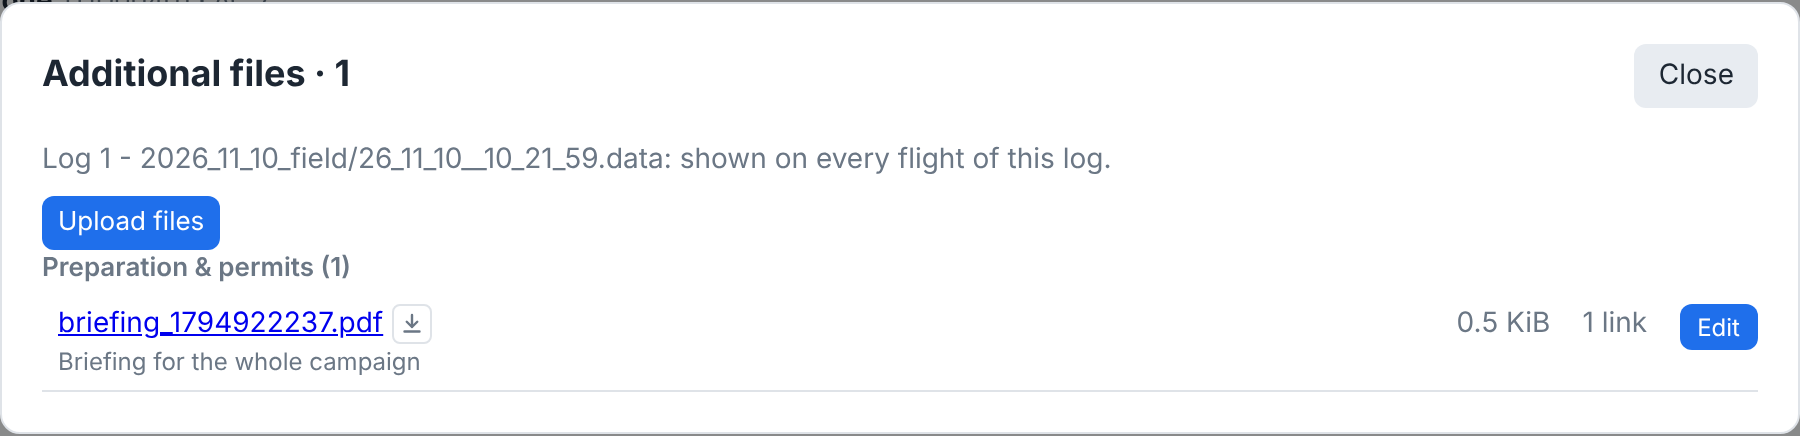 Additional files · 1
Close
Log 1 - 2026_11_10_field/26_11_10__10_21_59.data: shown on every flight of this log.
Upload files
Preparation & permits (1)
briefing_1794922237.pdf
0.5 KiB 1 link Edit
Briefing for the whole campaign